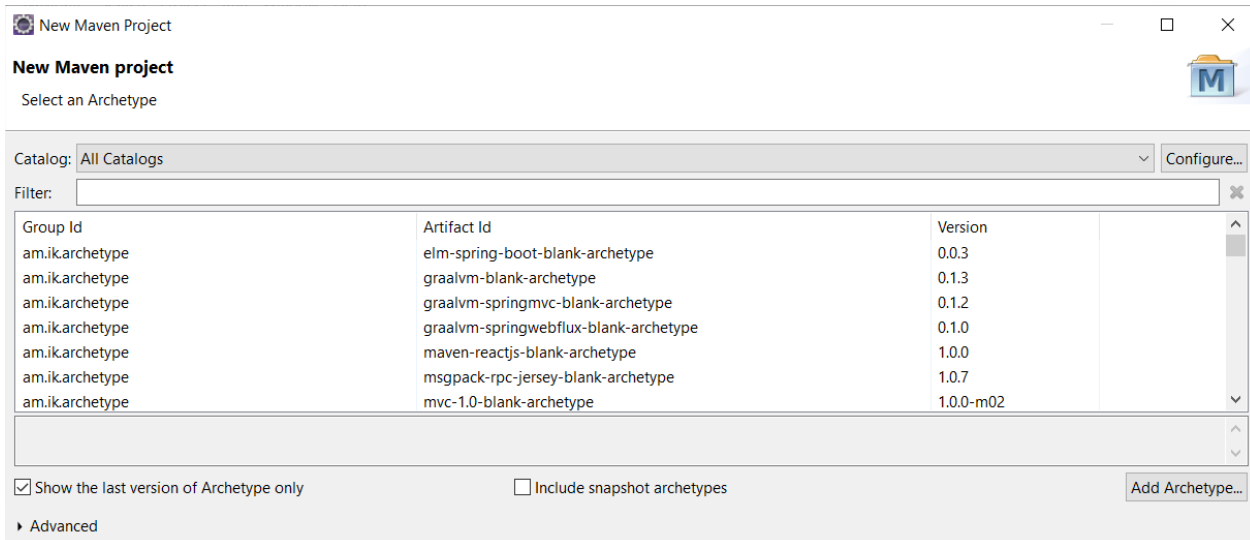 New Maven Project
New Maven project
Select an Archetype
M
Catalog: All Catalogs Configure...
Filter:
Group Id Artifact Id Version
am.ik.archetype elm-spring-boot-blank-archetype 0.0.3
am.ik.archetype graalvm-blank-archetype 0.1.3
am.ik.archetype graalvm-springmvc-blank-archetype 0.1.2
am.ik.archetype graalvm-springwebflux-blank-archetype 0.1.0
am.ik.archetype maven-reactjs-blank-archetype 1.0.0
am.ik.archetype msgpack-rpc-jersey-blank-archetype 1.0.7
am.ik.archetype mvc-1.0-blank-archetype 1.0.0-m02
Show the last version of Archetype only Include snapshot archetypes Add Archetype...
Advanced